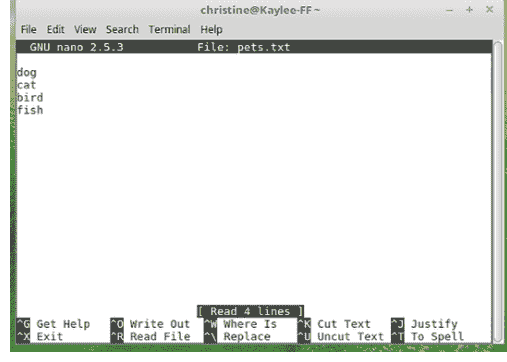 christine@Kaylee-FF ~
File Edit View Search Terminal Help
GNU nano 2.5.3 File: pets.txt
dog
cat
bird
fish
[ Read 4 lines ]
^G Get Help ^O Write Out ^W Where Is ^K Cut Text ^J Justify
^X Exit ^R Read File ^\ Replace ^U Uncut Text ^T To Spell